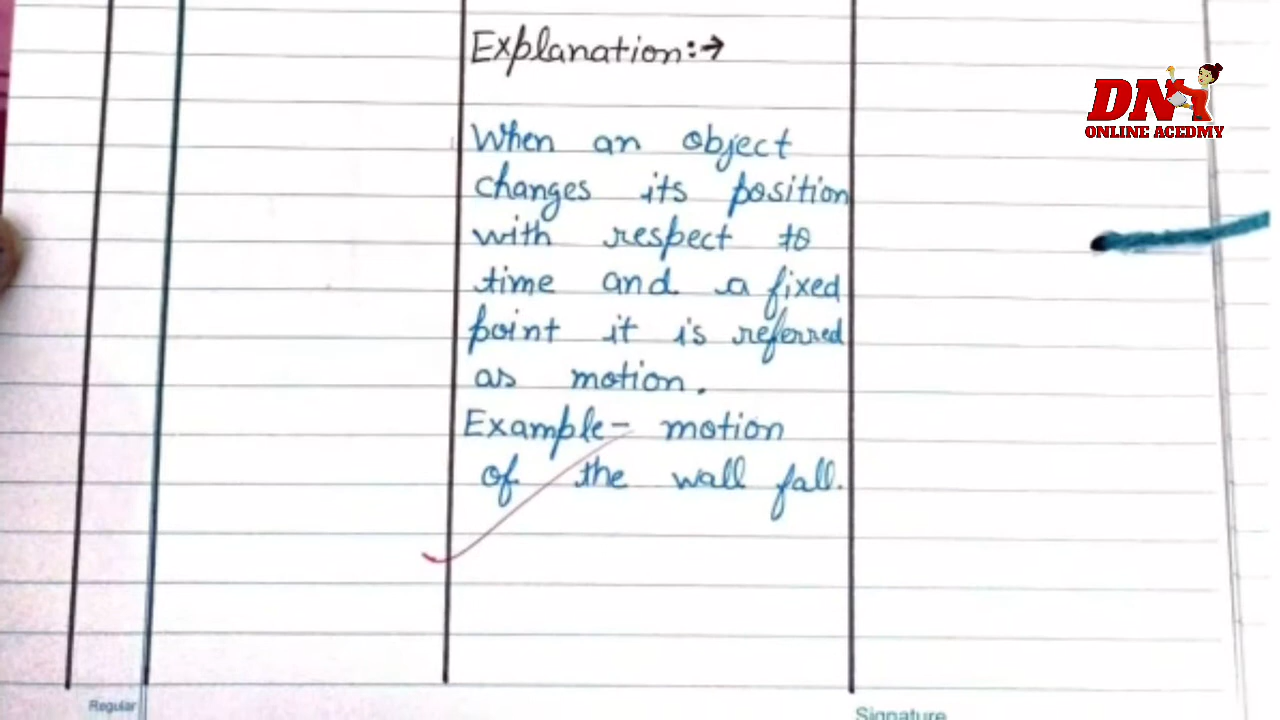 Explanation:→
DNA
ONLINE ACEDMY
When an object
changes its position
with respect to
time and a fixed
point it is referred
as motion.
Example- motion
of the wall fall.
Regular
Signature